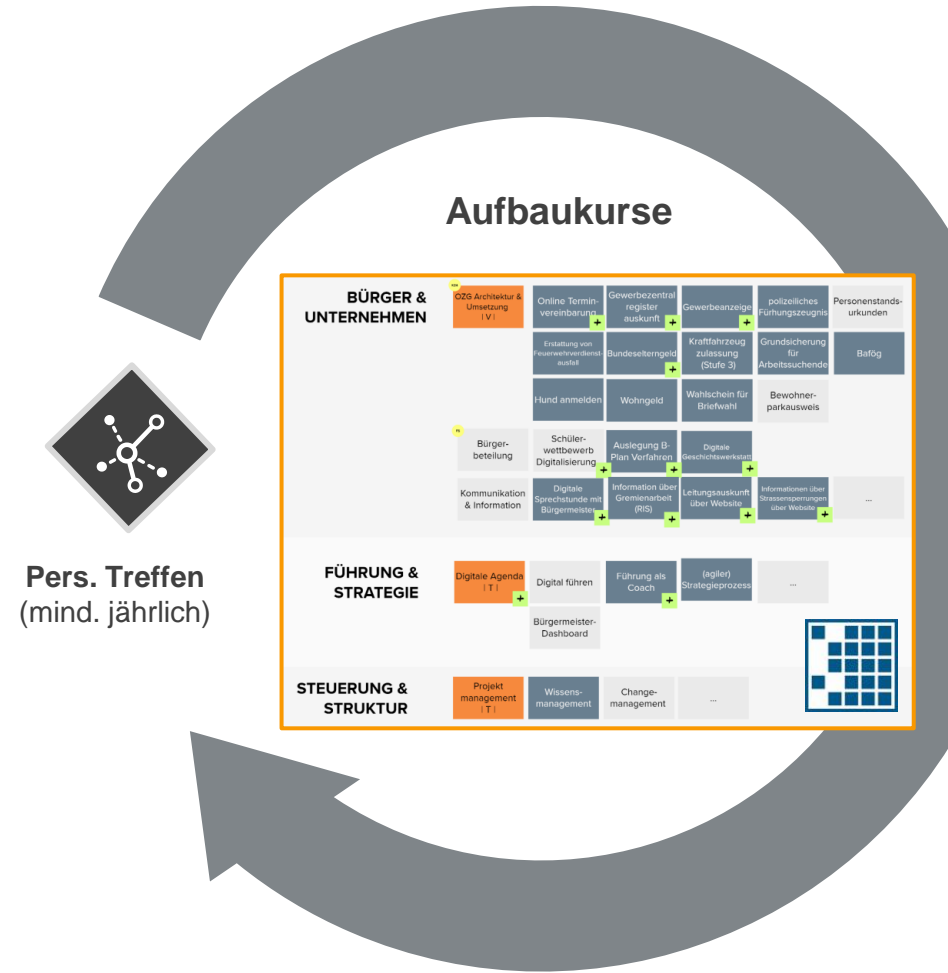 Aufbaukurse
BÜRGER &
UNTERNEHMEN
OZG Architektur &
Umsetzung
| V |
Online Termin-
vereinbarung
Gewerbezentral
register
auskunft
Gewerbeanzeige
polizeiliches
Fürhungszeugnis
Personenstands-
urkunden
Erstattung von
Feuerwehrverdienst-
ausfall
Bundeselterngeld
Kraftfahrzeug
zulassung
(Stufe 3)
Grundsicherung
für
Arbeitssuchende
Bafög
Hund anmelden
Wohngeld
Wahlschein für
Briefwahl
Bewohner-
parkausweis
Bürger-
beteilung
Schüler-
wettbewerb
Digitalisierung
Auslegung B-
Plan Verfahren
Digitale
Geschichtswerkstatt
Kommunikation
& Information
Digitale
Sprechstunde mit
Bürgermeister
Information über
Gremienarbeit
(RIS)
Leitungsauskunft
über Website
Informationen über
Strassensperrungen
über Website
...
FÜHRUNG &
STRATEGIE
Digitale Agenda
| T |
Digital führen
Führung als
Coach
(agiler)
Strategieprozess
...
Bürgermeister-
Dashboard
STEUERUNG &
STRUKTUR
Projekt
management
| T |
Wissens-
management
Change-
management
...
Pers. Treffen
(mind. jährlich)